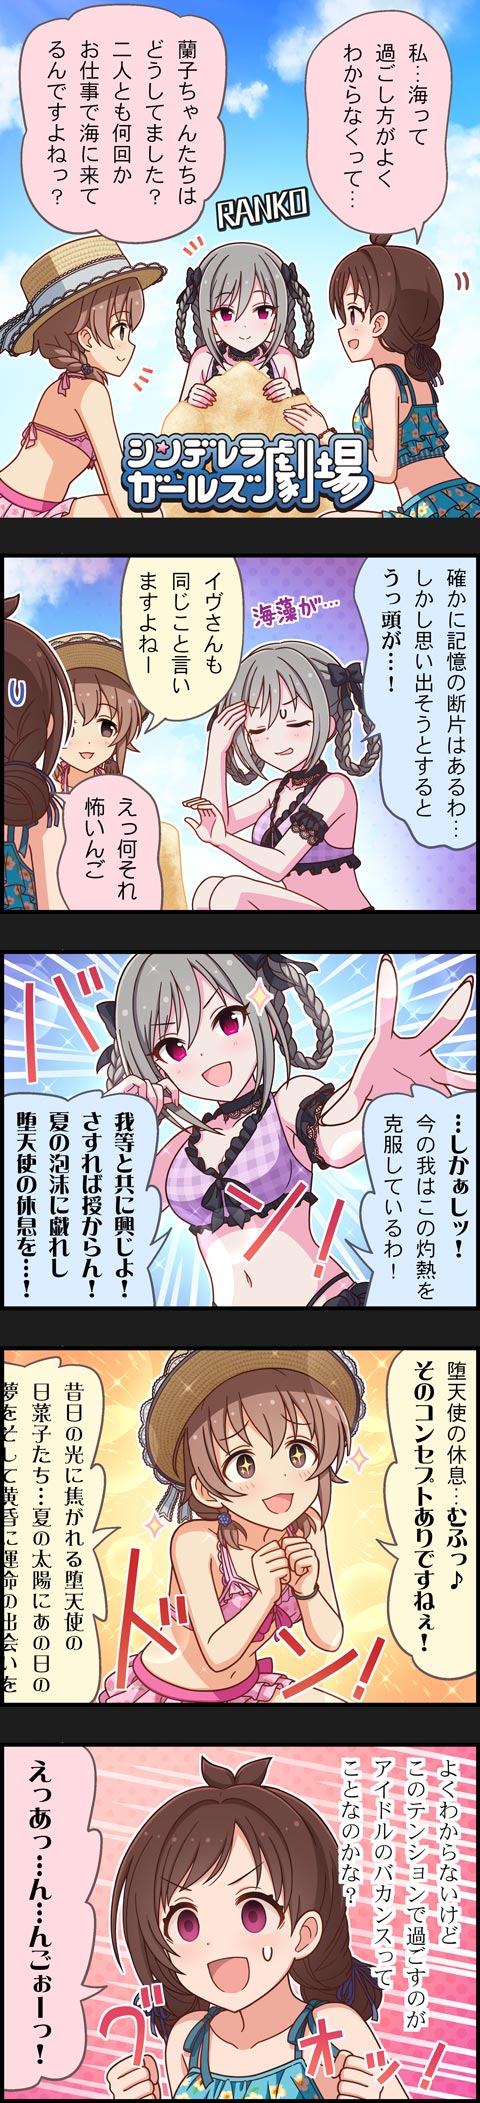 私…海って
過ごし方がよく
わからなくって…
蘭子ちゃんたちは
どうしてました？
二人とも何回か
お仕事で海に来て
るんですよねっ？
RANKO
シンデレラ
ガールズ劇場
確かに記憶の断片はあるわ…
しかし思い出そうとすると
うっ頭が…！
海藻が…
イヴさんも
同じこと言い
ますよねー
えっ何それ
怖いんご
…しかぁしッ！
今の我はこの灼熱を
克服しているわ！
バーン！
我等と共に興じよ！
さすれば授からん！
夏の泡沫に戯れし
堕天使の休息を…！
堕天使の休息…むふっ♪
そのコンセプトありですねぇ！
昔日の光に焦がれる堕天使の
日菜子たち…夏の太陽にあの日の
夢をそして黄昏に運命の出会いを
ドドン！
よくわからないけど
このテンションで過ごすのが
アイドルのバカンスって
ことなのかな？
えっあっ…ん…んごぉーっ！
グオッ！